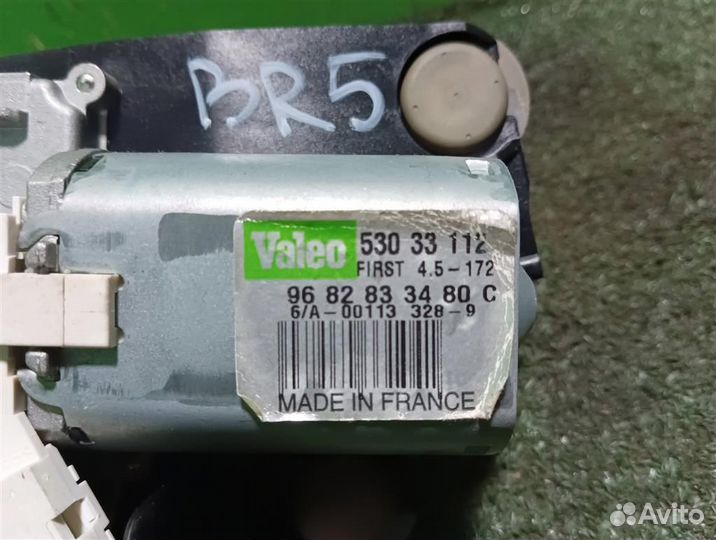 BR5
Valeo 530 33 112
FIRST 4.5-172
96 82 83 34 80 C
6/A-00113 328-9
MADE IN FRANCE
Avito